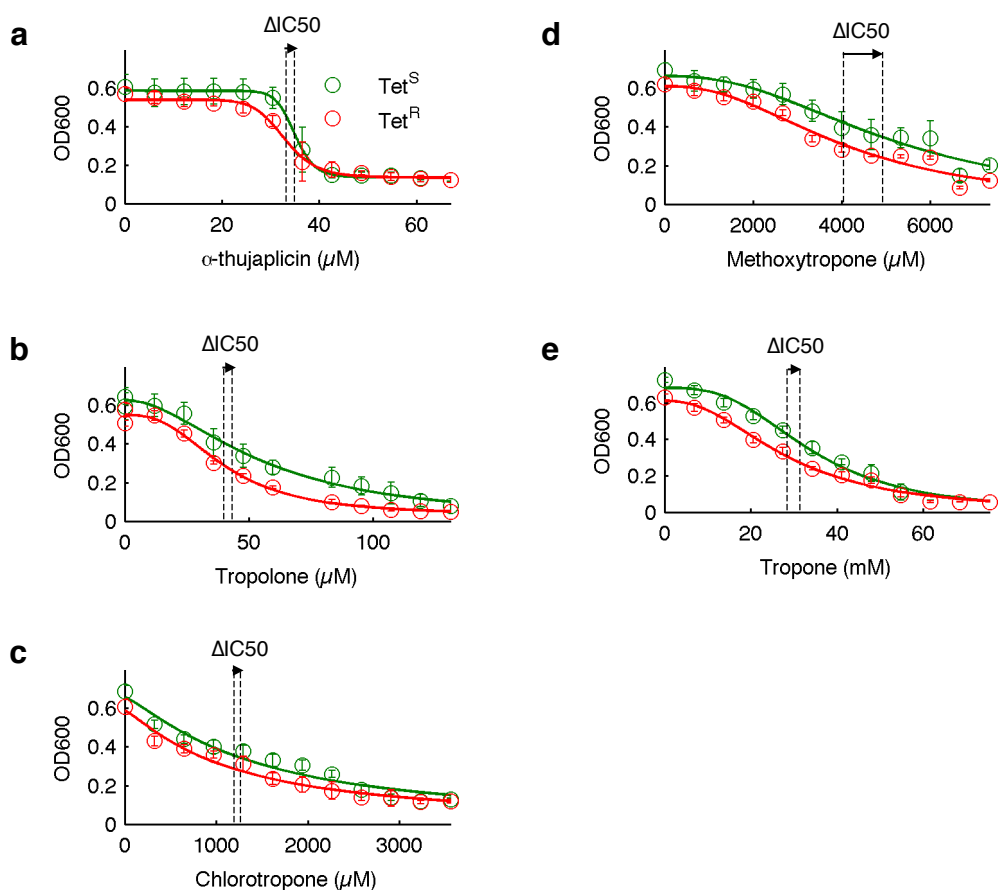 a
ΔIC50
0.6
0.4
0.2
0
OD600
Tet^S
Tet^R
0 20 40 60
α-thujaplicin (µM)
b
ΔIC50
0.6
0.4
0.2
0
OD600
0 50 100
Tropolone (µM)
c
ΔIC50
0.6
0.4
0.2
0
OD600
0 1000 2000 3000
Chlorotropone (µM)
d
ΔIC50
0.6
0.4
0.2
0
OD600
0 2000 4000 6000
Methoxytropone (µM)
e
ΔIC50
0.6
0.4
0.2
0
OD600
0 20 40 60
Tropone (mM)